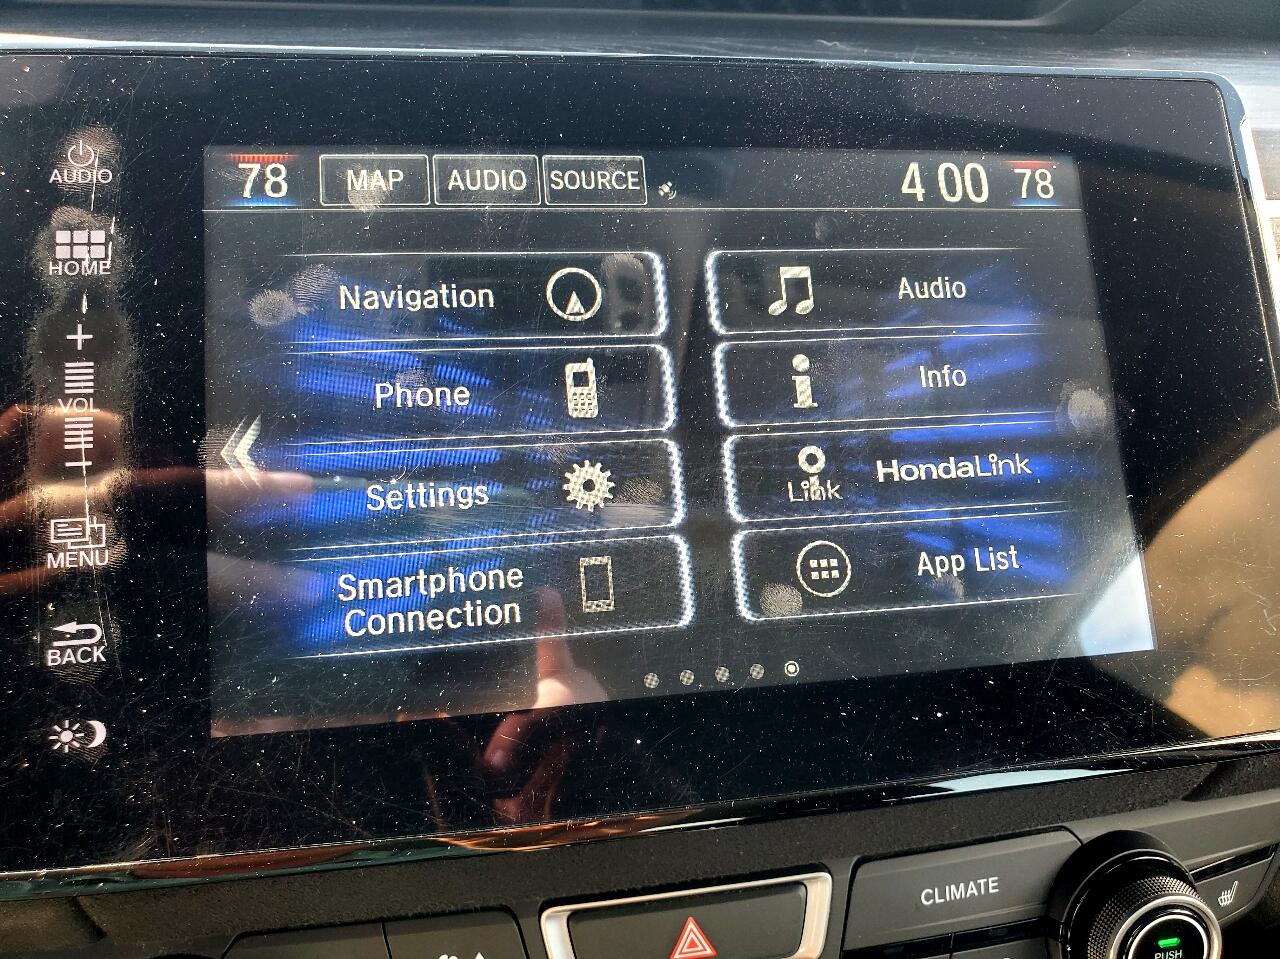 78 MAP AUDIO SOURCE 4 00 78
AUDIO
HOME
+
VOL
−
MENU
BACK
Navigation
Audio
Phone
Info
Settings
Link HondaLink
Smartphone
Connection
App List
CLIMATE
PUSH